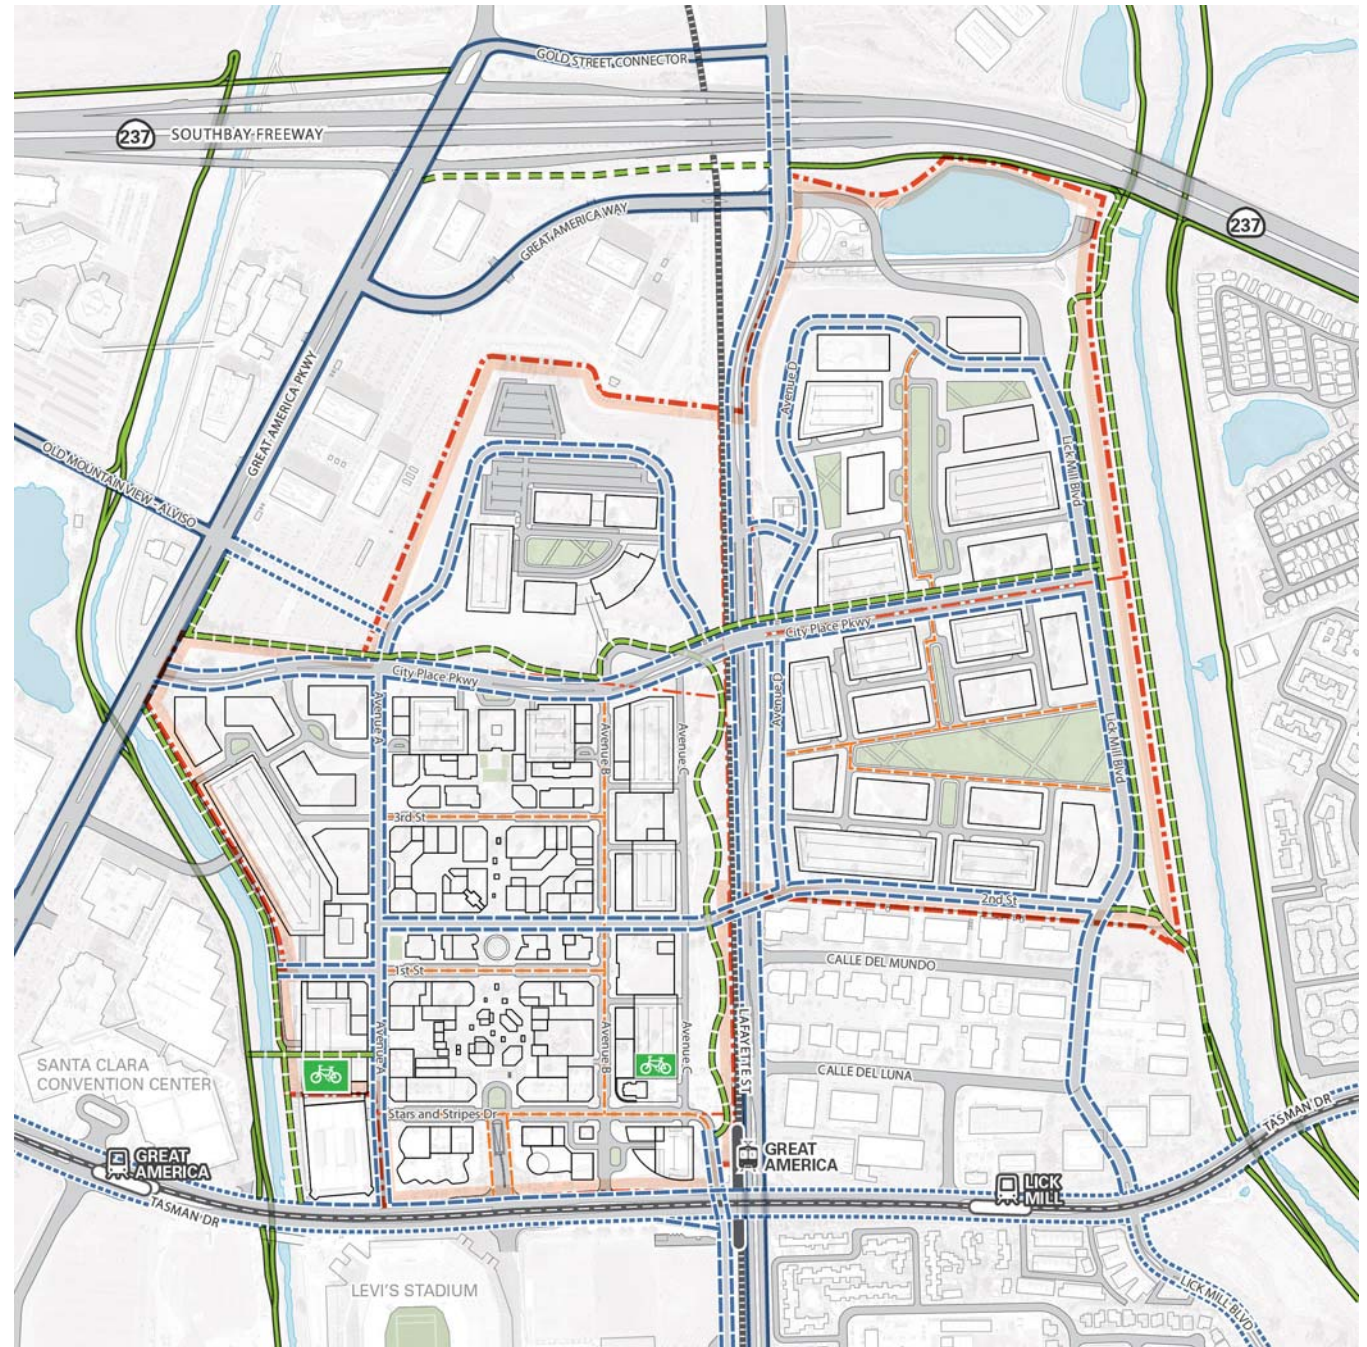 GOLD STREET CONNECTOR
237
SOUTHBAY FREEWAY
237
GREAT AMERICA WAY
GREAT AMERICA PKWY
OLD MOUNTAIN VIEW - ALVISO
Avenue D
Lick Mill Blvd
City Place Pkwy
City Place Pkwy
Avenue A
Avenue B
Avenue C
Avenue D
Lick Mill Blvd
3rd St
2nd St
CALLE DEL MUNDO
1st St
Avenue A
Avenue B
Avenue C
LAFAYETTE ST
SANTA CLARA
CONVENTION CENTER
CALLE DEL LUNA
Stars and Stripes Dr
TASMAN DR
GREAT
AMERICA
GREAT
AMERICA
LICK
MILL
TASMAN DR
LEVI'S STADIUM
LICK MILL BLVD